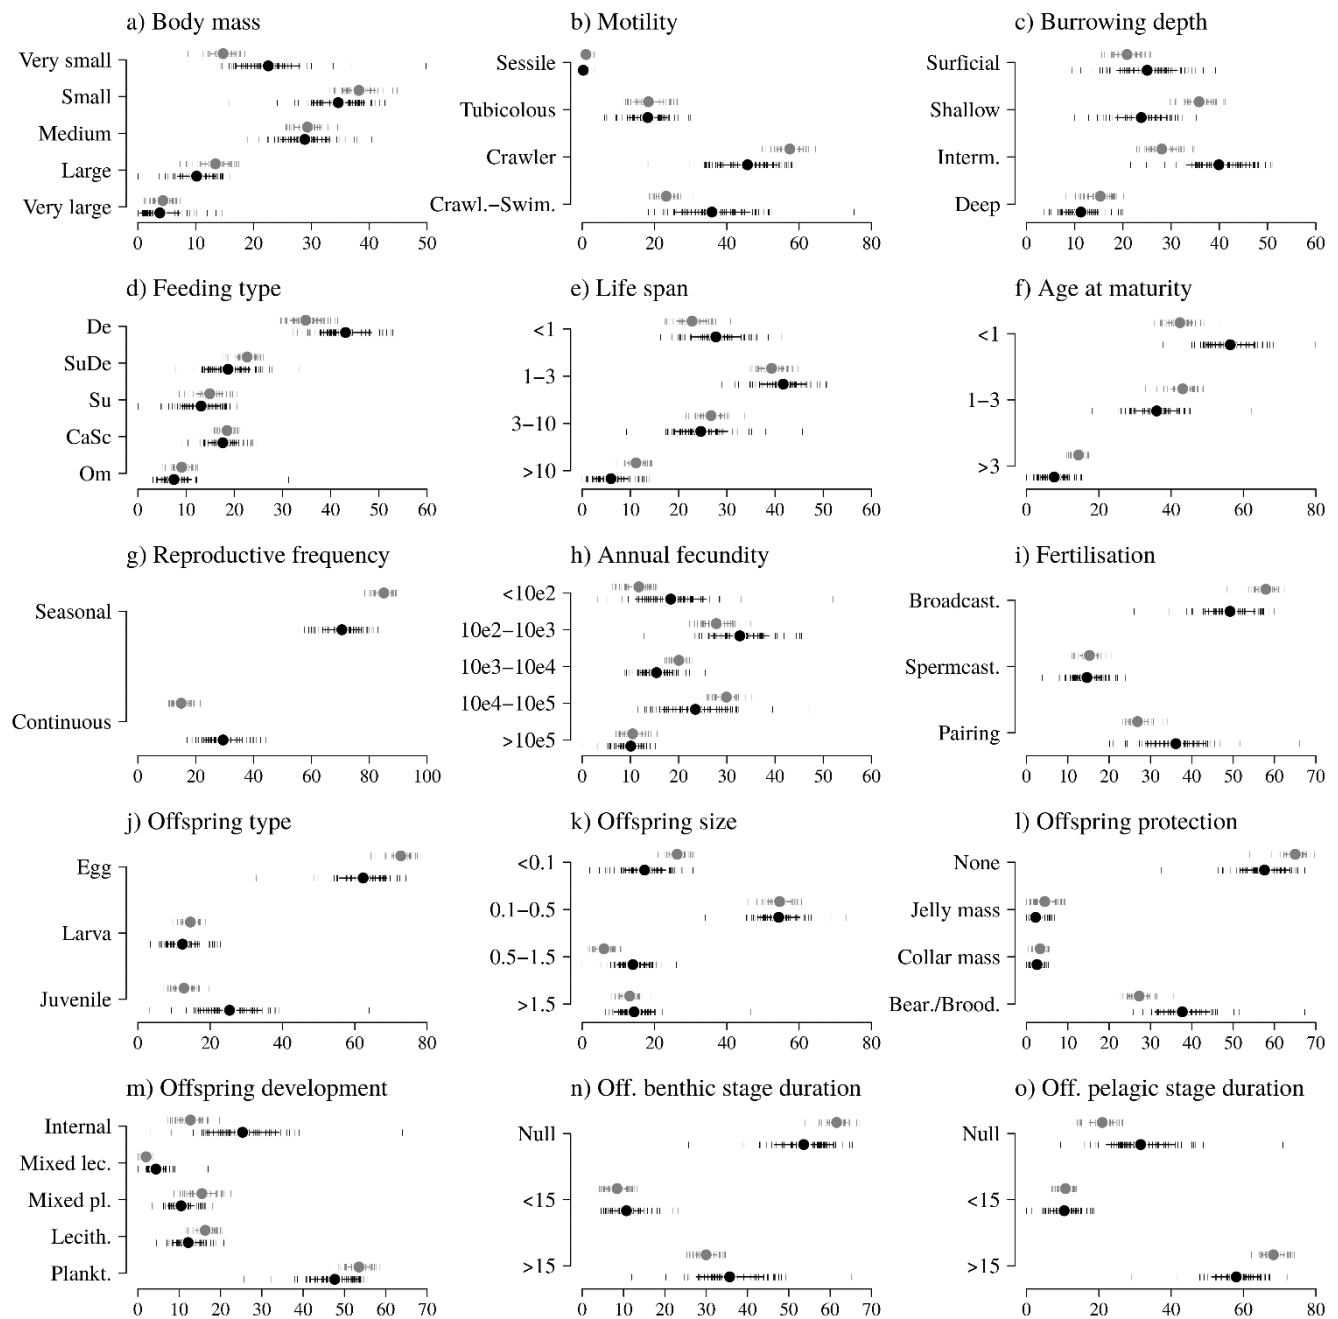 a) Body mass
Very small
Small
Medium
Large
Very large
0 10 20 30 40 50
b) Motility
Sessile
Tubicolous
Crawler
Crawl.−Swim.
0 20 40 60 80
c) Burrowing depth
Surficial
Shallow
Interm.
Deep
0 10 20 30 40 50 60
d) Feeding type
De
SuDe
Su
CaSc
Om
0 10 20 30 40 50 60
e) Life span
<1
1−3
3−10
>10
0 20 40 60 80
f) Age at maturity
<1
1−3
>3
0 20 40 60 80
g) Reproductive frequency
Seasonal
Continuous
0 20 40 60 80 100
h) Annual fecundity
<10e2
10e2−10e3
10e3−10e4
10e4−10e5
>10e5
0 10 20 30 40 50 60
i) Fertilisation
Broadcast.
Spermcast.
Pairing
0 10 20 30 40 50 60 70
j) Offspring type
Egg
Larva
Juvenile
0 20 40 60 80
k) Offspring size
<0.1
0.1−0.5
0.5−1.5
>1.5
0 20 40 60 80
l) Offspring protection
None
Jelly mass
Collar mass
Bear./Brood.
0 10 20 30 40 50 60 70
m) Offspring development
Internal
Mixed lec.
Mixed pl.
Lecith.
Plankt.
0 10 20 30 40 50 60 70
n) Off. benthic stage duration
Null
<15
>15
0 10 20 30 40 50 60 70
o) Off. pelagic stage duration
Null
<15
>15
0 20 40 60 80